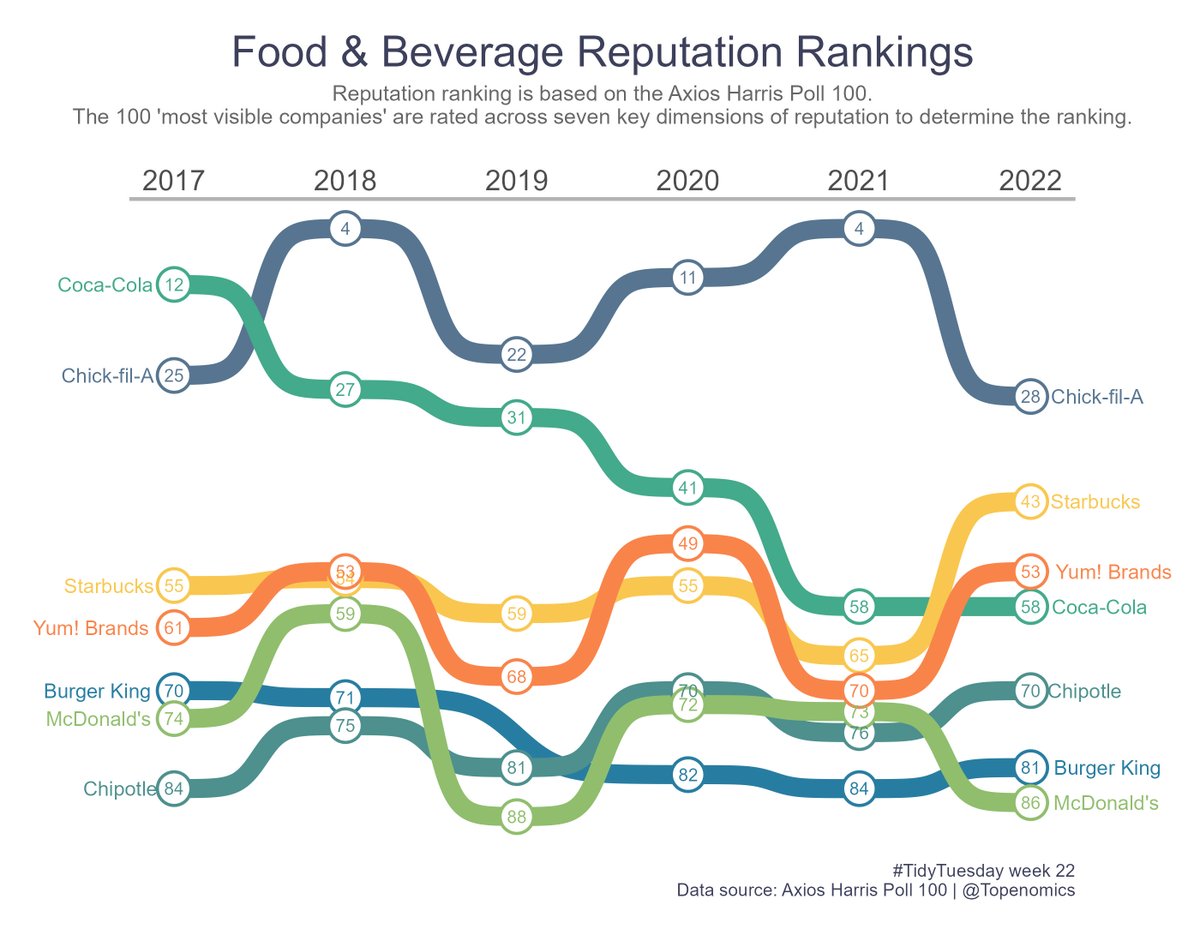 Food & Beverage Reputation Rankings
Reputation ranking is based on the Axios Harris Poll 100.
The 100 'most visible companies' are rated across seven key dimensions of reputation to determine the ranking.
2017 2018 2019 2020 2021 2022
4 4
11
Coca-Cola 12
22
Chick-fil-A 25
27
28 Chick-fil-A
31
41
43 Starbucks
49
53 53 Yum! Brands
54
Starbucks 55 55
58 58 Coca-Cola
59 59
Yum! Brands 61
65
68
Burger King 70 70 70 70 Chipotle
71
72
73
McDonald's 74
75
76
81 81 Burger King
82
Chipotle 84 84
86 McDonald's
88
#TidyTuesday week 22
Data source: Axios Harris Poll 100 | @Topenomics